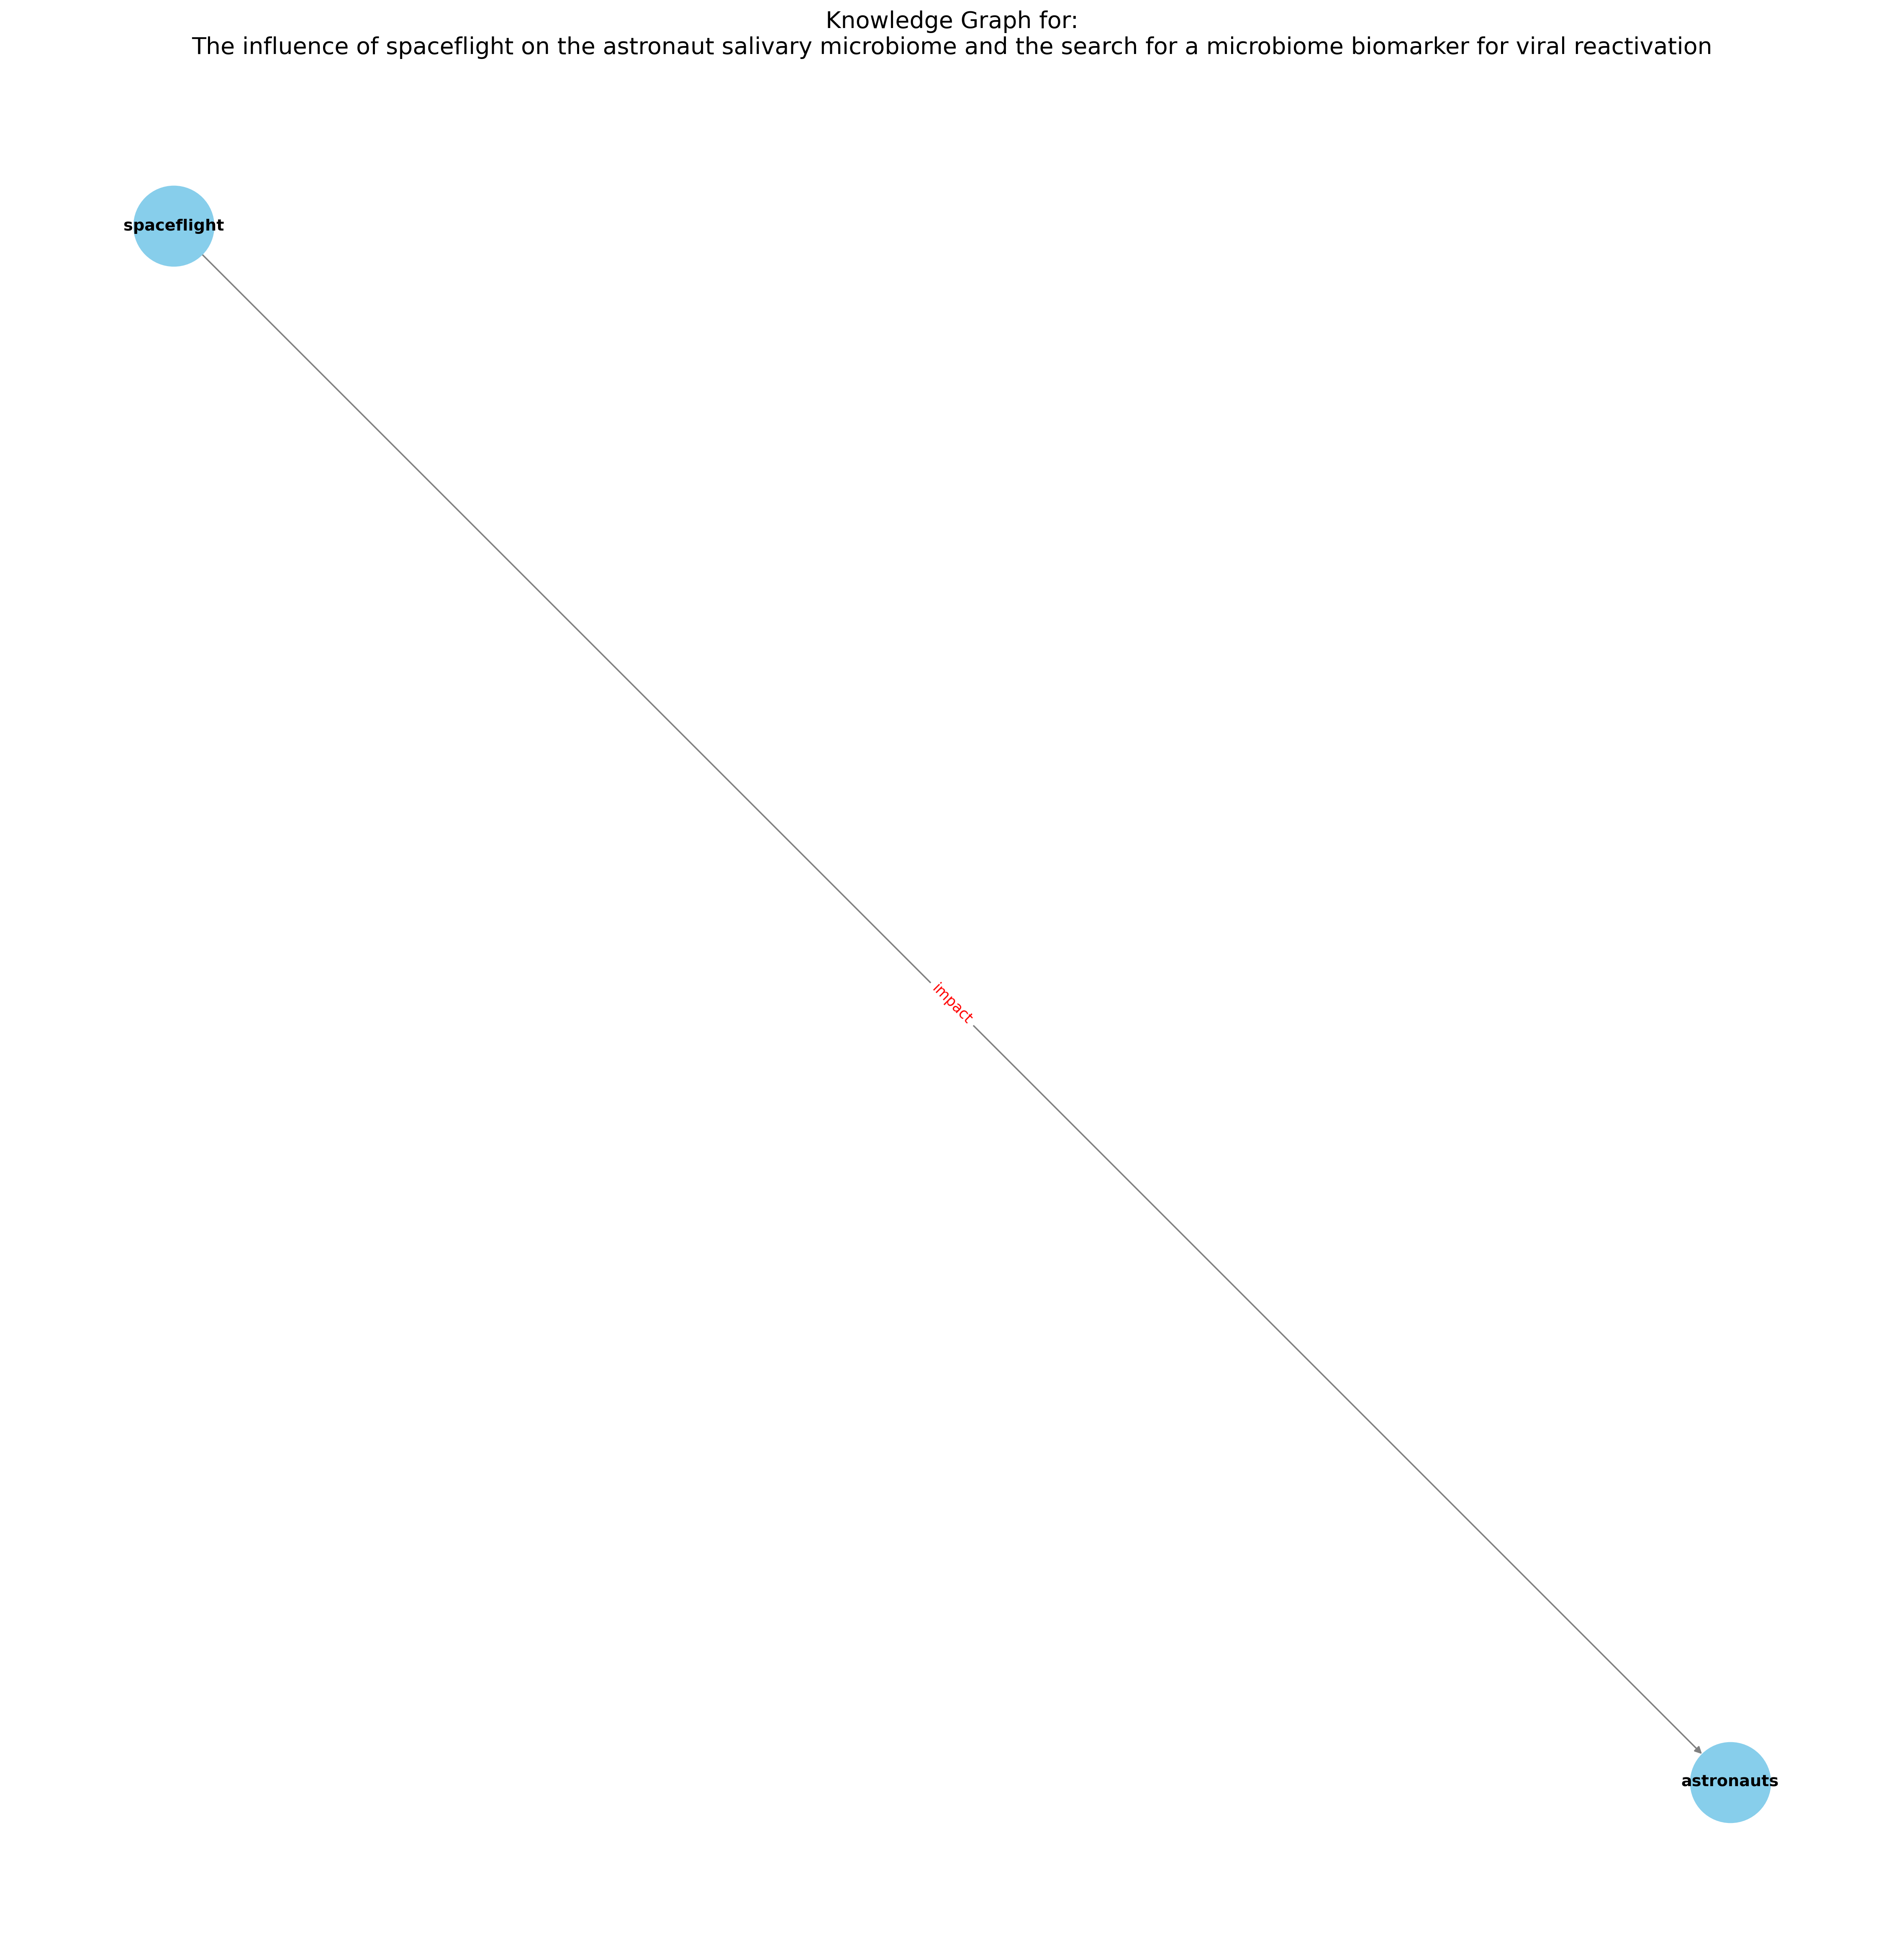 Knowledge Graph for:
The influence of spaceflight on the astronaut salivary microbiome and the search for a microbiome biomarker for viral reactivation
spaceflight
impact
astronauts